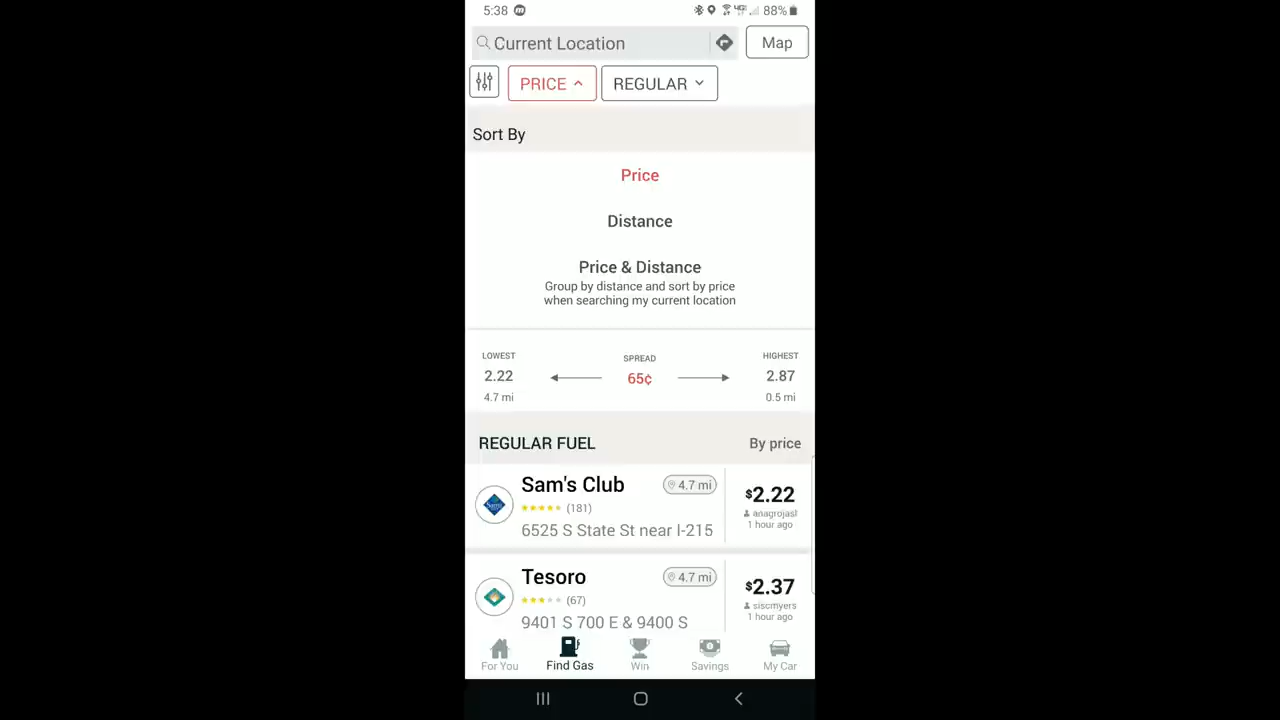 5:38 88%
Current Location Map
PRICE REGULAR
Sort By
Price
Distance
Price & Distance
Group by distance and sort by price
when searching my current location
LOWEST SPREAD HIGHEST
2.22 65¢ 2.87
4.7 mi 0.5 mi
REGULAR FUEL By price
Sam's Club 4.7 mi $2.22
(181) anagrojasl
6525 S State St near I-215 1 hour ago
Tesoro 4.7 mi $2.37
(67) siscmyers
9401 S 700 E & 9400 S 1 hour ago
For You Find Gas Win Savings My Car